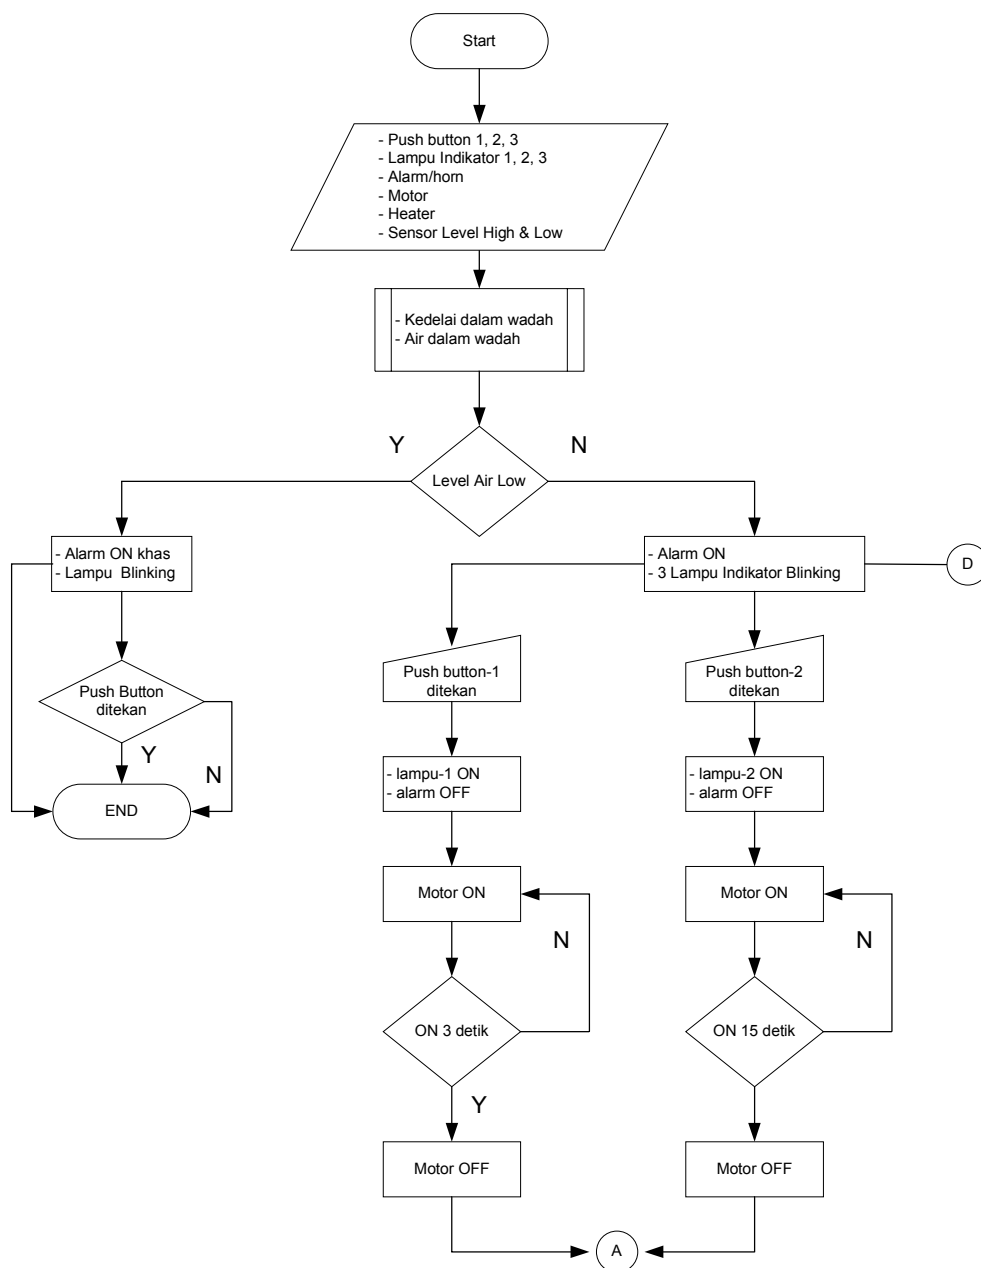 Start
- Push button 1, 2, 3
- Lampu Indikator 1, 2, 3
- Alarm/horn
- Motor
- Heater
- Sensor Level High & Low
- Kedelai dalam wadah
- Air dalam wadah
Y
N
Level Air Low
- Alarm ON khas
- Lampu Blinking
- Alarm ON
- 3 Lampu Indikator Blinking
D
Push Button
ditekan
Y
N
END
Push button-1
ditekan
Push button-2
ditekan
- lampu-1 ON
- alarm OFF
- lampu-2 ON
- alarm OFF
Motor ON
N
Motor ON
N
ON 3 detik
ON 15 detik
Y
Motor OFF
Motor OFF
A